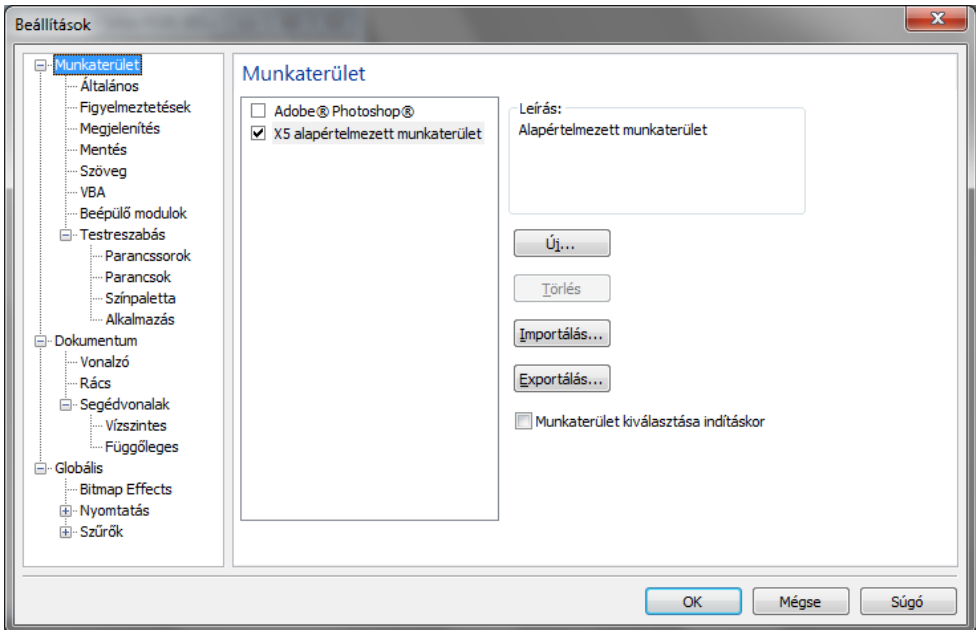 Beállítások
Munkaterület
Általános
Figyelmeztetések
Megjelenítés
Mentés
Szöveg
VBA
Beépülő modulok
Testreszabás
Parancssorok
Parancsok
Színpaletta
Alkalmazás
Dokumentum
Vonalzó
Rács
Segédvonalak
Vízszintes
Függőleges
Globális
Bitmap Effects
Nyomtatás
Szűrők
Munkaterület
Adobe® Photoshop®
X5 alapértelmezett munkaterület
Leírás:
Alapértelmezett munkaterület
Új...
Törlés
Importálás...
Exportálás...
Munkaterület kiválasztása indításkor
OK
Mégse
Súgó